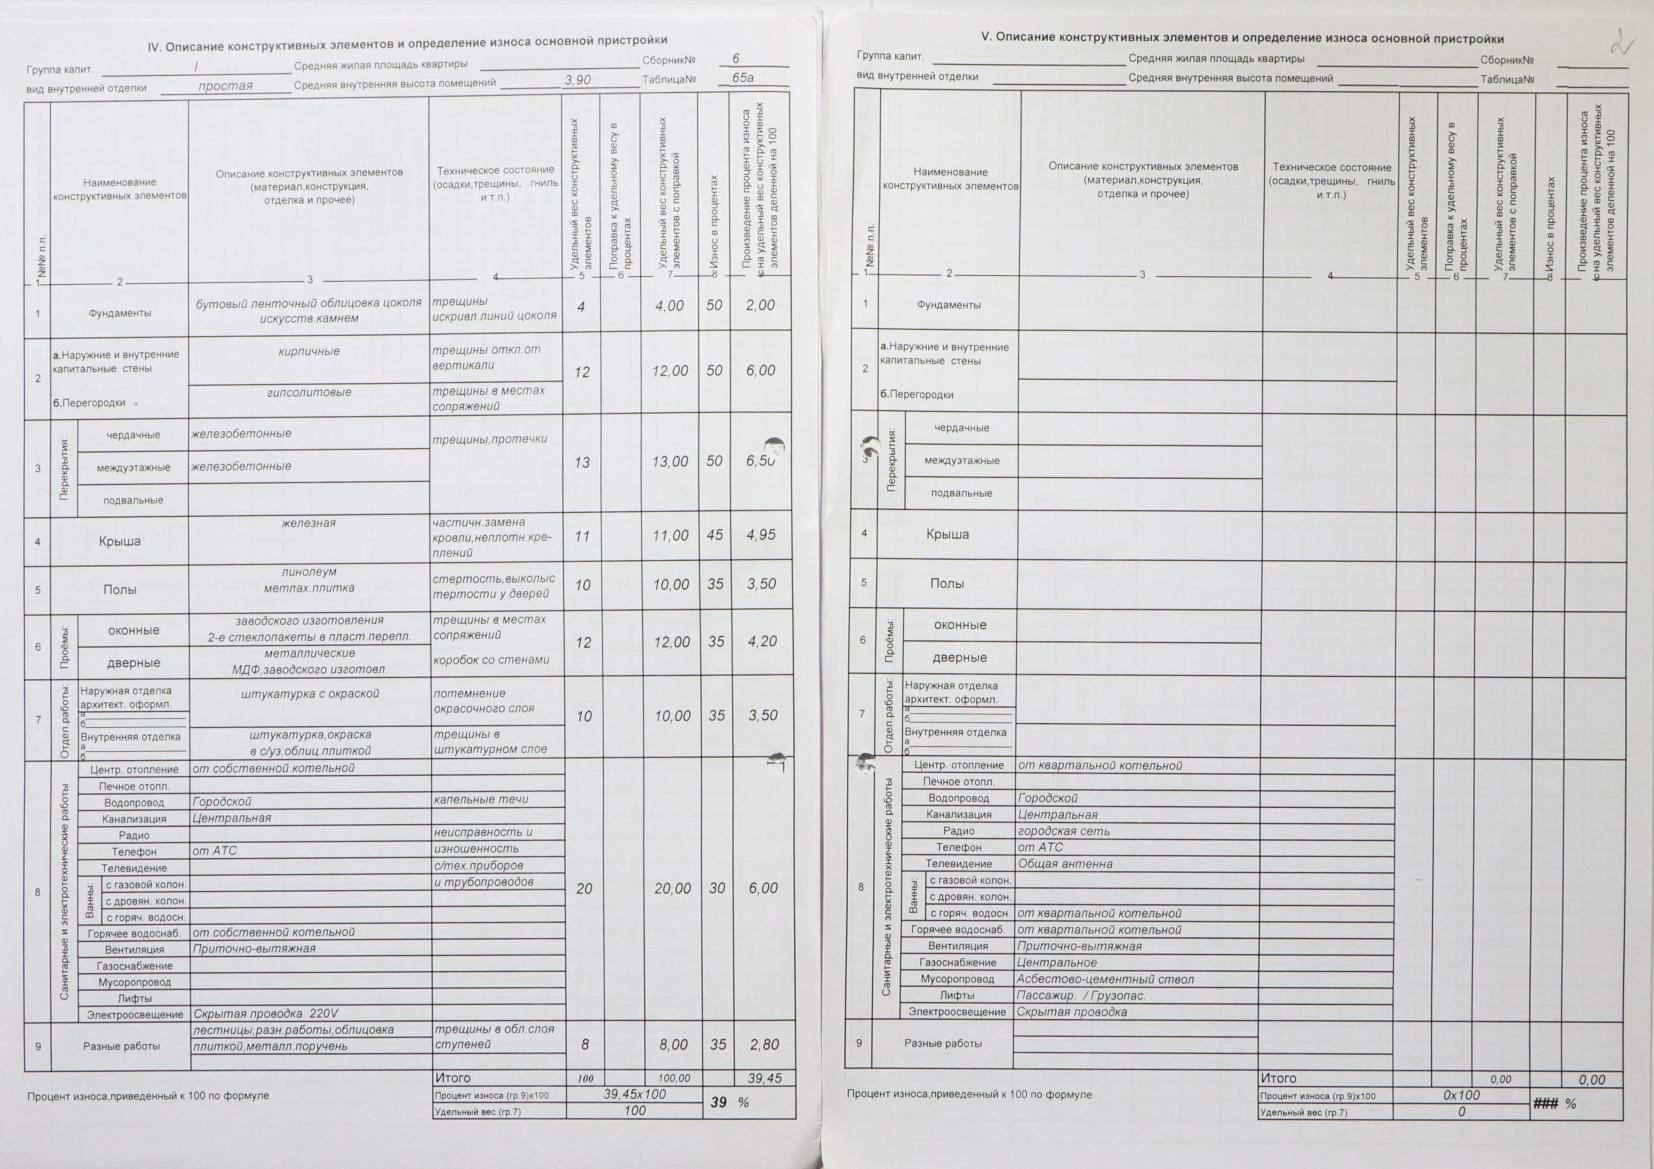 IV. Описание конструктивных элементов и определение износа основной пристройки
Группа капит. I Средняя жилая площадь квартиры Сборник№ 6
вид внутренней отделки простая Средняя внутренняя высота помещений 3,90 Таблица№ 65а
№№ п.п.
Наименование
конструктивных элементов
Описание конструктивных элементов
(материал,конструкция,
отделка и прочее)
Техническое состояние
(осадки,трещины, гниль
и т.п.)
Удельный вес конструктивных
элементов
Поправка к удельному весу в
процентах
Удельный вес конструктивных
элементов с поправкой
Износ в процентах
Произведение процента износа
на удельный вес конструктивных
элементов деленной на 100
1 2 3 4 5 6 7 8
1 Фундаменты бутовый ленточный облицовка цоколя трещины 4 4,00 50 2,00
искусств.камнем искривл.линий цоколя
2 а.Наружние и внутренние кирпичные трещины откл.от 12 12,00 50 6,00
капитальные стены вертикали
б.Перегородки гипсолитовые трещины в местах
сопряжений
3 Перекрытия: чердачные железобетонные трещины,протечки 13 13,00 50 6,50
междуэтажные железобетонные
подвальные
4 Крыша железная частичн.замена 11 11,00 45 4,95
кровли,неплотн.кре-
плений
5 Полы линолеум стертость,выколыс 10 10,00 35 3,50
метлах.плитка тертости у дверей
6 Проёмы: оконные заводского изготовления трещины в местах 12 12,00 35 4,20
2-е стеклопакеты в пласт.перепл. сопряжений
дверные металлические коробок со стенами
МДФ,заводского изготовл.
7 Отдел.работы: Наружная отделка штукатурка с окраской потемнение 10 10,00 35 3,50
архитект. оформл. окрасочного слоя
а
б
Внутренняя отделка штукатурка,окраска трещины в
а в с/уз.облиц.плиткой штукатурном слое
б
8 Санитарные и электротехнические работы 20 20,00 30 6,00
Центр. отопление от собственной котельной
Печное отопл.
Водопровод Городской капельные течи
Канализация Центральная
Радио неисправность и
Телефон от АТС изношенность
Телевидение с/тех.приборов
Ванны: с газовой колон. и трубопроводов
с дровян. колон.
с горяч. водосн.
Горячее водоснаб. от собственной котельной
Вентиляция Приточно-вытяжная
Газоснабжение
Мусоропровод
Лифты
Электроосвещение Скрытая проводка 220V
9 Разные работы лестницы,разн.работы,облицовка трещины в обл.слоя 8 8,00 35 2,80
плиткой,металл.поручень ступеней
Итого 100 100,00 39,45
Процент износа,приведенный к 100 по формуле Процент износа (гр.9)х100 39,45х100 39 %
Удельный вес (гр.7) 100
2
V. Описание конструктивных элементов и определение износа основной пристройки
Группа капит. Средняя жилая площадь квартиры Сборник№
вид внутренней отделки Средняя внутренняя высота помещений Таблица№
№№ п.п.
Наименование
конструктивных элементов
Описание конструктивных элементов
(материал,конструкция,
отделка и прочее)
Техническое состояние
(осадки,трещины, гниль
и т.п.)
Удельный вес конструктивных
элементов
Поправка к удельному весу в
процентах
Удельный вес конструктивных
элементов с поправкой
Износ в процентах
Произведение процента износа
на удельный вес конструктивных
элементов деленной на 100
1 2 3 4 5 6 7 8
1 Фундаменты
2 а.Наружние и внутренние
капитальные стены
б.Перегородки
3 Перекрытия: чердачные
междуэтажные
подвальные
4 Крыша
5 Полы
6 Проёмы: оконные
дверные
7 Отдел.работы: Наружная отделка
архитект. оформл.
а
б
Внутренняя отделка
а
б
8 Санитарные и электротехнические работы
Центр. отопление от квартальной котельной
Печное отопл.
Водопровод Городской
Канализация Центральная
Радио городская сеть
Телефон от АТС
Телевидение Общая антенна
Ванны: с газовой колон.
с дровян. колон.
с горяч. водосн. от квартальной котельной
Горячее водоснаб. от квартальной котельной
Вентиляция Приточно-вытяжная
Газоснабжение Центральное
Мусоропровод Асбестово-цементный ствол
Лифты Пассажир. / Грузопас.
Электроосвещение Скрытая проводка
9 Разные работы
Итого 0,00 0,00
Процент износа,приведенный к 100 по формуле Процент износа (гр.9)х100 0х100 ### %
Удельный вес (гр.7) 0